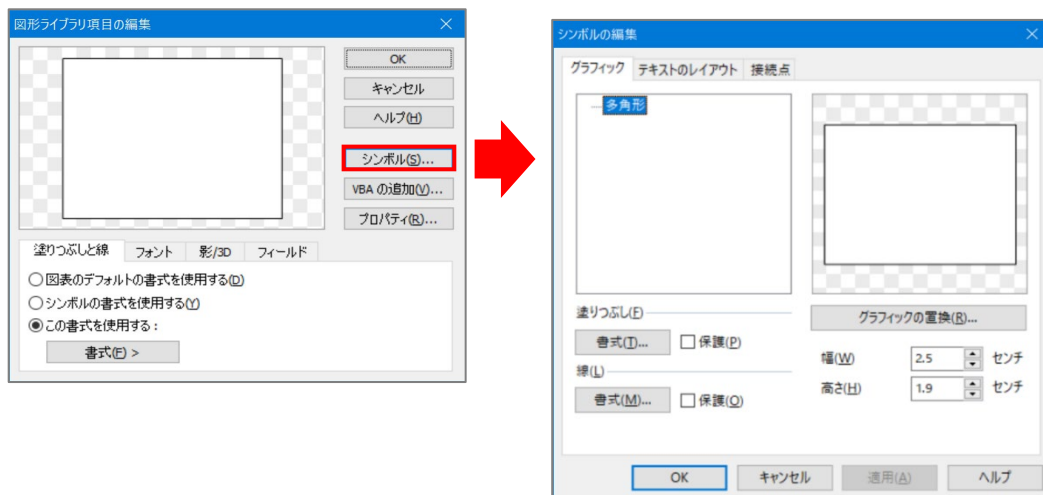 図形ライブラリ項目の編集
OK
キャンセル
ヘルプ(H)
シンボル(S)...
VBA の追加(V)...
プロパティ(R)...
塗りつぶしと線 フォント 影/3D フィールド
図表のデフォルトの書式を使用する(D)
シンボルの書式を使用する(Y)
この書式を使用する:
書式(F) >
シンボルの編集
グラフィック テキストのレイアウト 接続点
多角形
塗りつぶし(F)
書式(T)... 保護(P)
線(L)
書式(M)... 保護(O)
グラフィックの置換(R)...
幅(W) 2.5 センチ
高さ(H) 1.9 センチ
OK キャンセル 適用(A) ヘルプ